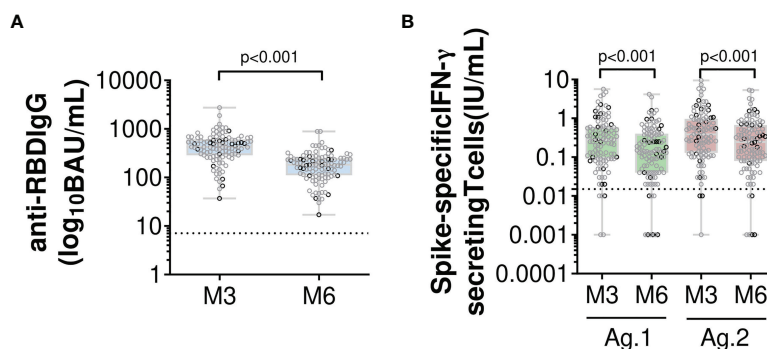 A
anti-RBDIgG
(log10BAU/mL)
p<0.001
10000
1000
100
10
1
M3 M6
B
Spike-specificIFN-γ
secretingTcells(IU/mL)
p<0.001 p<0.001
10
1
0.1
0.01
0.001
0.0001
M3 M6 M3 M6
Ag.1 Ag.2